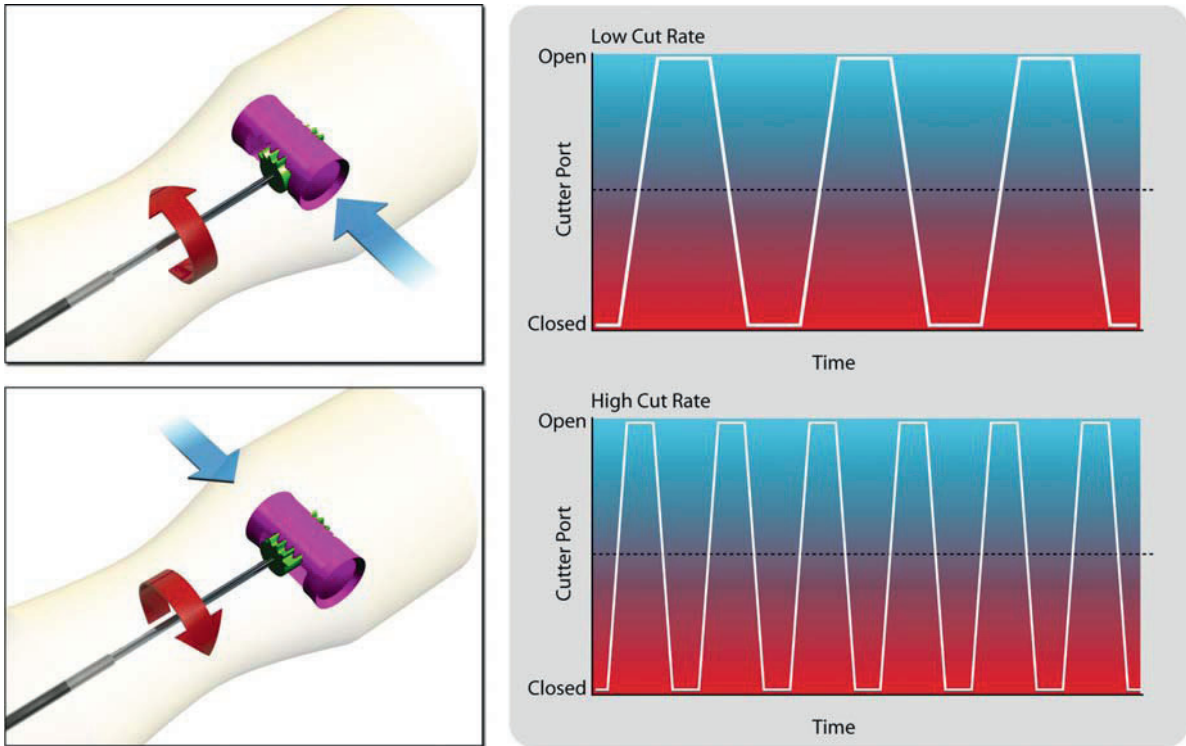 Low Cut Rate
Open
Cutter Port
Closed
Time
High Cut Rate
Open
Cutter Port
Closed
Time